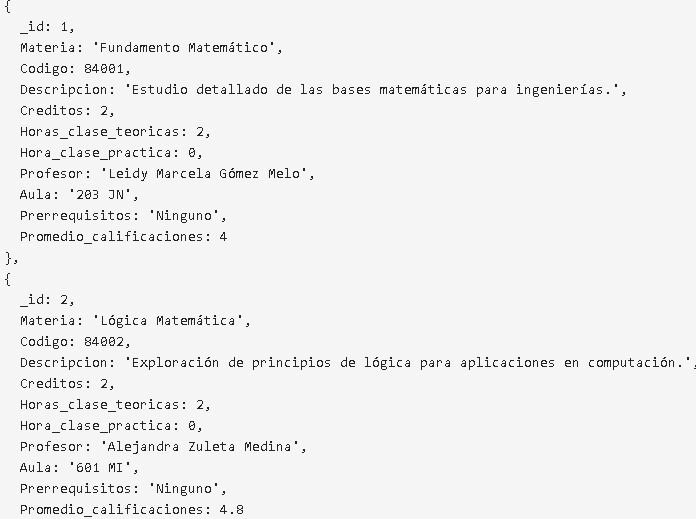 {
_id: 1,
Materia: 'Fundamento Matemático',
Codigo: 84001,
Descripcion: 'Estudio detallado de las bases matemáticas para ingenierías.',
Creditos: 2,
Horas_clase_teoricas: 2,
Hora_clase_practica: 0,
Profesor: 'Leidy Marcela Gómez Melo',
Aula: '203 JN',
Prerrequisitos: 'Ninguno',
Promedio_calificaciones: 4
},
{
_id: 2,
Materia: 'Lógica Matemática',
Codigo: 84002,
Descripcion: 'Exploración de principios de lógica para aplicaciones en computación.',
Creditos: 2,
Horas_clase_teoricas: 2,
Hora_clase_practica: 0,
Profesor: 'Alejandra Zuleta Medina',
Aula: '601 MI',
Prerrequisitos: 'Ninguno',
Promedio_calificaciones: 4.8